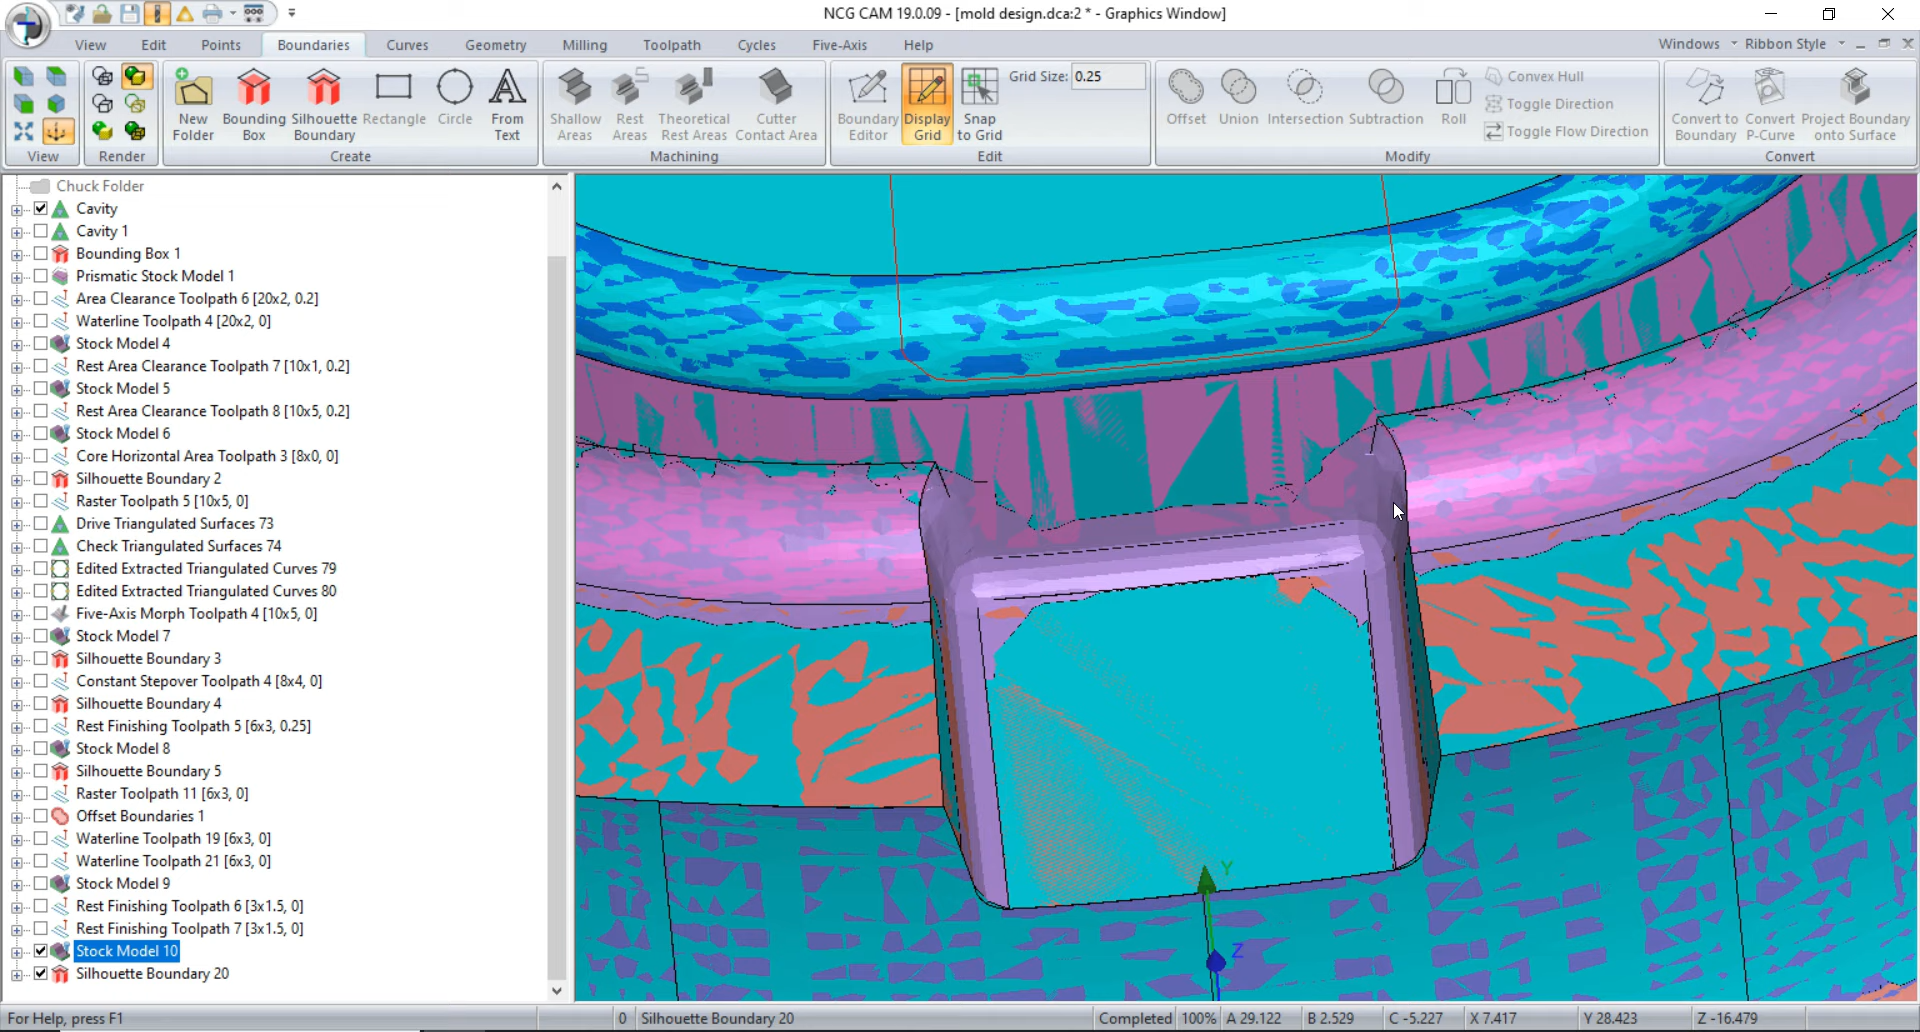 NCG CAM 19.0.09 - [mold design.dca:2 * - Graphics Window]
View Edit Points Boundaries Curves Geometry Milling Toolpath Cycles Five-Axis Help Windows Ribbon Style
New Folder
Bounding Box
Silhouette Boundary
Rectangle
Circle
From Text
Shallow Areas
Rest Areas
Theoretical Rest Areas
Cutter Contact Area
Boundary Editor
Display Grid
Snap to Grid
Grid Size: 0.25
Offset
Union
Intersection
Subtraction
Roll
Convex Hull
Toggle Direction
Toggle Flow Direction
Convert to Boundary
Convert P-Curve
Project Boundary onto Surface
View Render Create Machining Edit Modify Convert
Chuck Folder
Cavity
Cavity 1
Bounding Box 1
Prismatic Stock Model 1
Area Clearance Toolpath 6 [20x2, 0.2]
Waterline Toolpath 4 [20x2, 0]
Stock Model 4
Rest Area Clearance Toolpath 7 [10x1, 0.2]
Stock Model 5
Rest Area Clearance Toolpath 8 [10x5, 0.2]
Stock Model 6
Core Horizontal Area Toolpath 3 [8x0, 0]
Silhouette Boundary 2
Raster Toolpath 5 [10x5, 0]
Drive Triangulated Surfaces 73
Check Triangulated Surfaces 74
Edited Extracted Triangulated Curves 79
Edited Extracted Triangulated Curves 80
Five-Axis Morph Toolpath 4 [10x5, 0]
Stock Model 7
Silhouette Boundary 3
Constant Stepover Toolpath 4 [8x4, 0]
Silhouette Boundary 4
Rest Finishing Toolpath 5 [6x3, 0.25]
Stock Model 8
Silhouette Boundary 5
Raster Toolpath 11 [6x3, 0]
Offset Boundaries 1
Waterline Toolpath 19 [6x3, 0]
Waterline Toolpath 21 [6x3, 0]
Stock Model 9
Rest Finishing Toolpath 6 [3x1.5, 0]
Rest Finishing Toolpath 7 [3x1.5, 0]
Stock Model 10
Silhouette Boundary 20
Y
Z
For Help, press F1 0 Silhouette Boundary 20 Completed 100% A 29.122 B 2.529 C -5.227 X 7.417 Y 28.423 Z -16.479